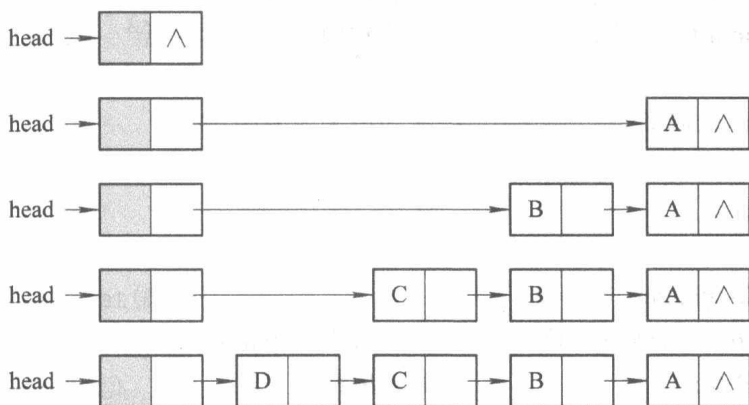 head ∧
head A ∧
head B A ∧
head C B A ∧
head D C B A ∧